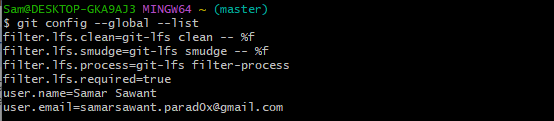 Sam@DESKTOP-GKA9AJ3 MINGW64 ~ (master)
$ git config --global --list
filter.lfs.clean=git-lfs clean -- %f
filter.lfs.smudge=git-lfs smudge -- %f
filter.lfs.process=git-lfs filter-process
filter.lfs.required=true
user.name=Samar Sawant
user.email=samarsawant.parad0x@gmail.com